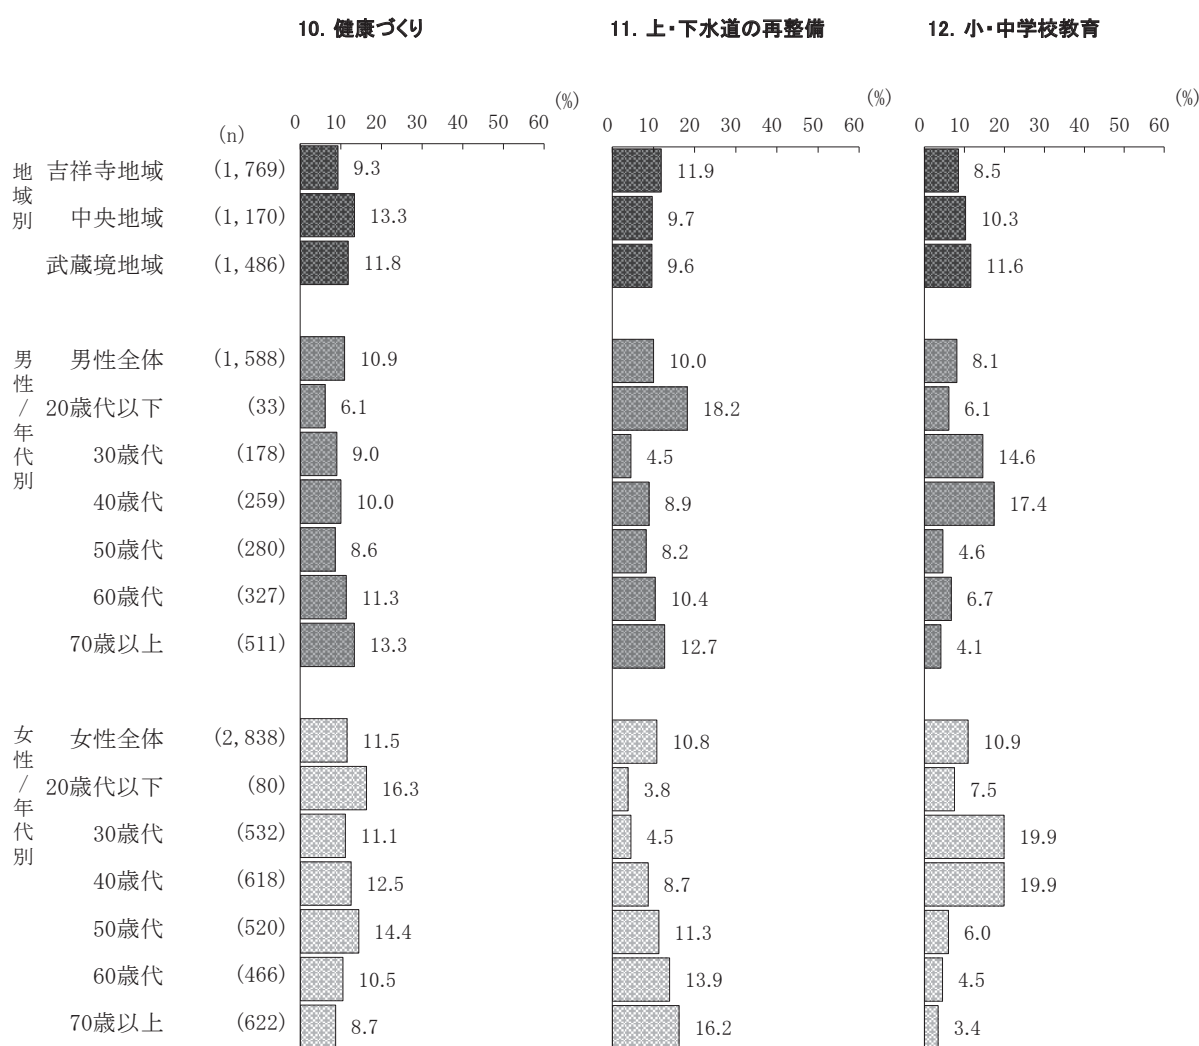 10．健康づくり　11．上・下水道の再整備　12．小・中学校教育
(%)　(%)　(%)
(n)　0　10　20　30　40　50　60　0　10　20　30　40　50　60　0　10　20　30　40　50　60
地域別
吉祥寺地域　(1,769)　9.3　11.9　8.5
中央地域　(1,170)　13.3　9.7　10.3
武蔵境地域　(1,486)　11.8　9.6　11.6
男性/年代別
男性全体　(1,588)　10.9　10.0　8.1
20歳代以下　(33)　6.1　18.2　6.1
30歳代　(178)　9.0　4.5　14.6
40歳代　(259)　10.0　8.9　17.4
50歳代　(280)　8.6　8.2　4.6
60歳代　(327)　11.3　10.4　6.7
70歳以上　(511)　13.3　12.7　4.1
女性/年代別
女性全体　(2,838)　11.5　10.8　10.9
20歳代以下　(80)　16.3　3.8　7.5
30歳代　(532)　11.1　4.5　19.9
40歳代　(618)　12.5　8.7　19.9
50歳代　(520)　14.4　11.3　6.0
60歳代　(466)　10.5　13.9　4.5
70歳以上　(622)　8.7　16.2　3.4